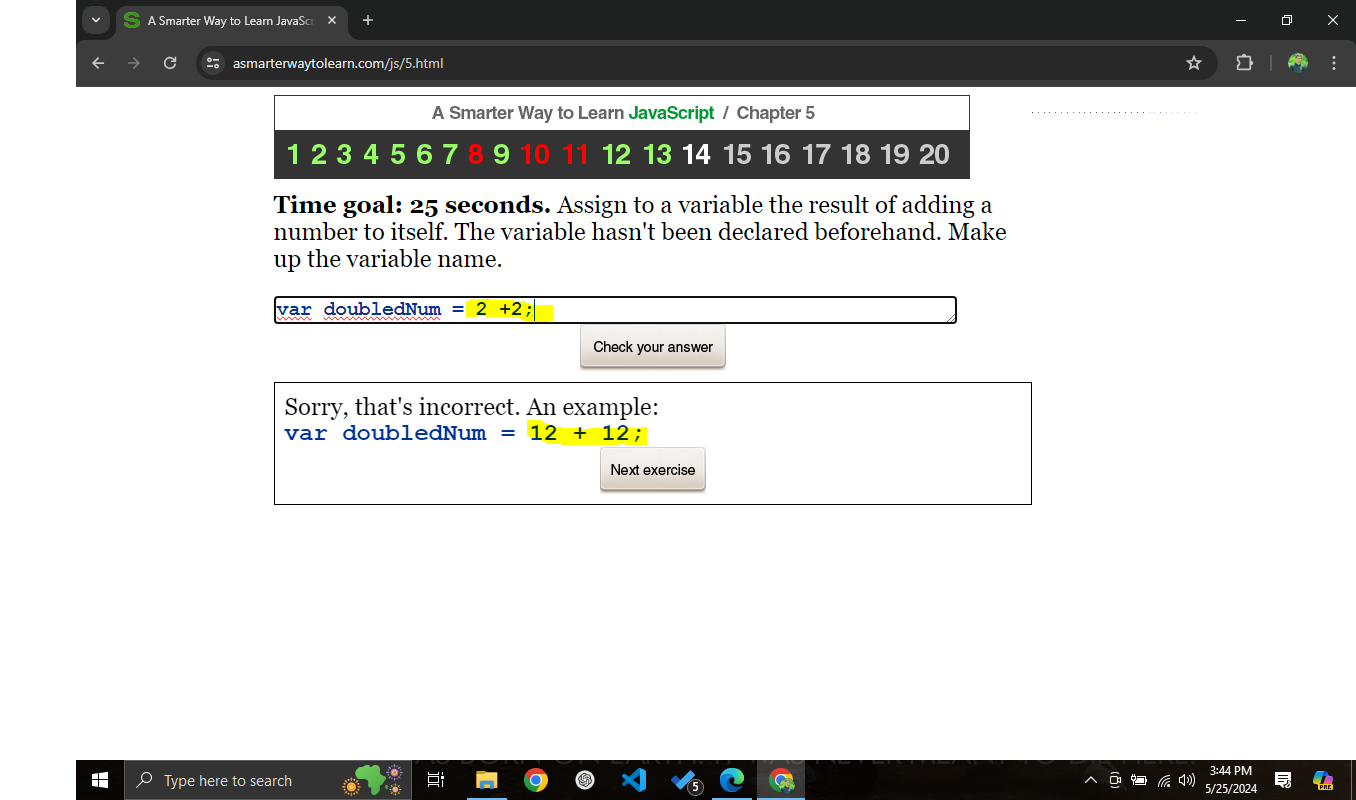 A Smarter Way to Learn JavaScr
asmarterwaytolearn.com/js/5.html
A Smarter Way to Learn JavaScript / Chapter 5
1 2 3 4 5 6 7 8 9 10 11 12 13 14 15 16 17 18 19 20
Time goal: 25 seconds. Assign to a variable the result of adding a
number to itself. The variable hasn't been declared beforehand. Make
up the variable name.
var doubledNum = 2 +2;
Check your answer
Sorry, that's incorrect. An example:
var doubledNum = 12 + 12;
Next exercise
Type here to search
5
3:44 PM
5/25/2024
PRE